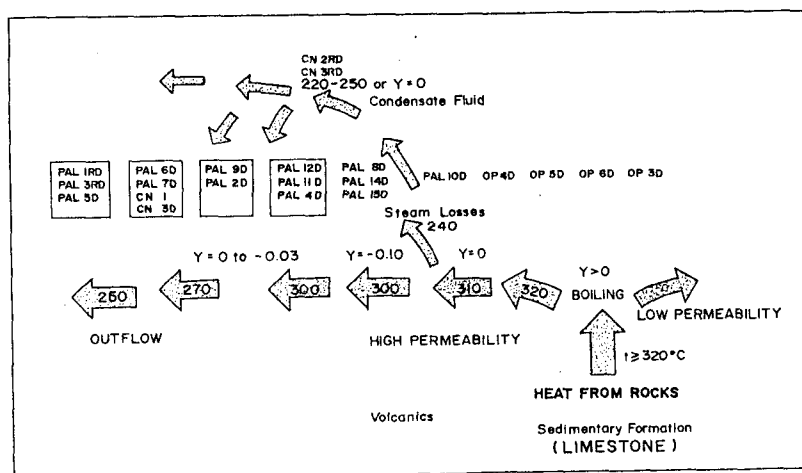 CN 2RD
CN 3RD
220-250 or Y=0
Condensate Fluid
PAL 1RD
PAL 3RD
PAL 5D
PAL 6D
PAL 7D
CN 1
CN 3D
PAL 9D
PAL 2D
PAL 12D
PAL 11D
PAL 4D
PAL 8D
PAL 14D
PAL 15D
PAL 10D OP 4D OP 5D OP 6D OP 3D
Steam Losses
240
Y = 0 to -0.03 Y=-0.10 Y=0
Y>0
250 270 300 300 310 320 BOILING
LOW PERMEABILITY
OUTFLOW HIGH PERMEABILITY
t≥320°C
HEAT FROM ROCKS
Volcanics
Sedimentary Formation
(LIMESTONE)